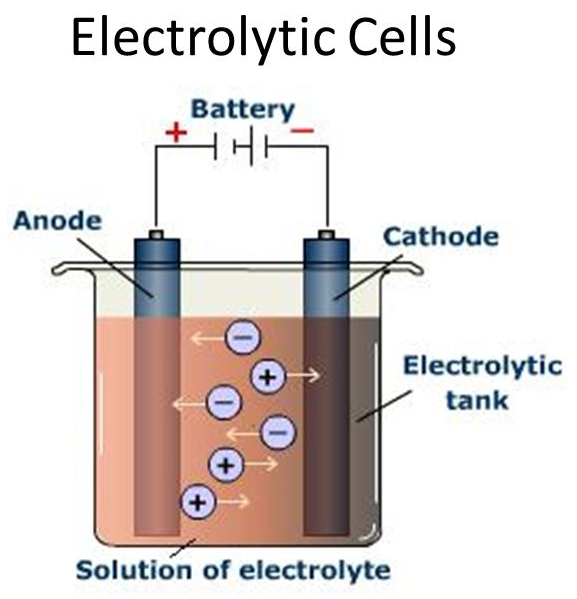 Electrolytic Cells
Battery
+ −
Anode
Cathode
−
+
−
−
+
+
Electrolytic
tank
Solution of electrolyte